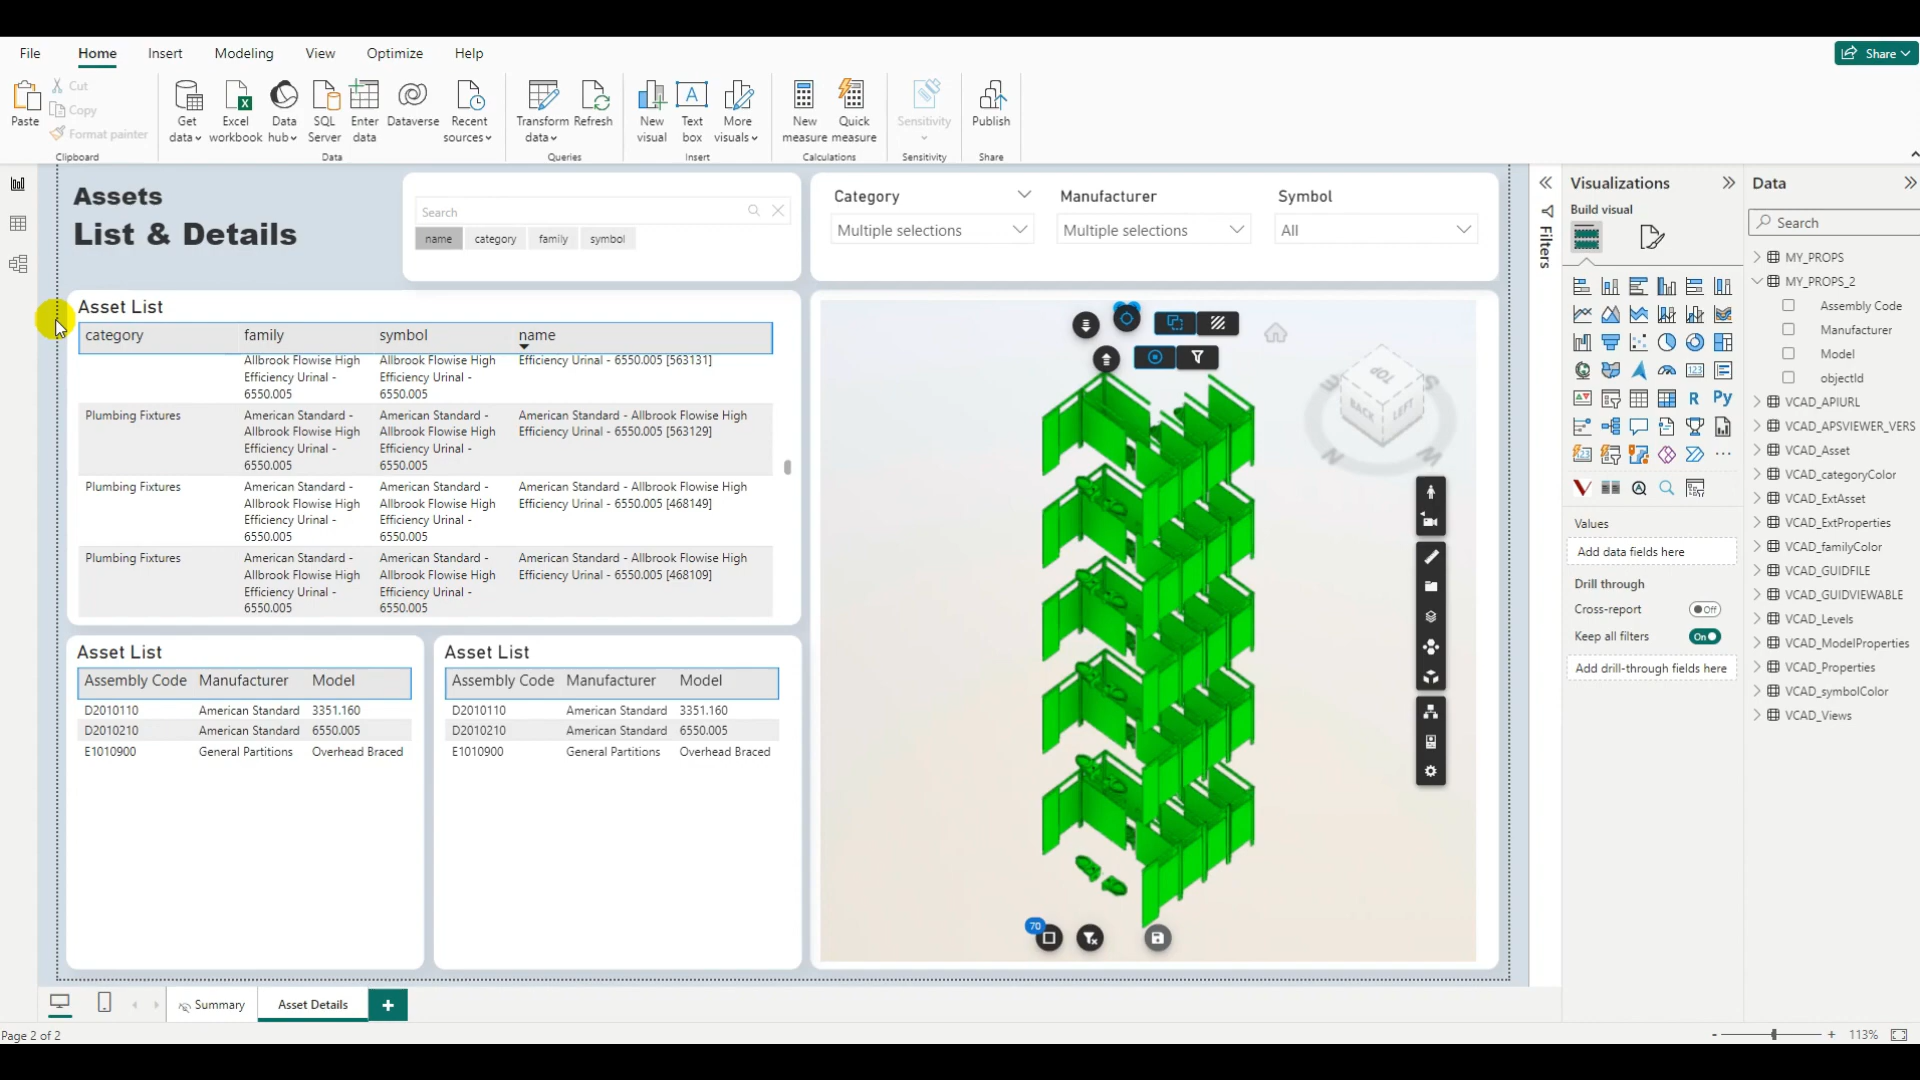 File Home Insert Modeling View Optimize Help
Share
Paste
Cut
Copy
Format painter
Clipboard
Get data
Excel workbook
Data hub
SQL Server
Enter data
Dataverse
Recent sources
Data
Transform data
Refresh
Queries
New visual
Text box
More visuals
Insert
New measure
Quick measure
Calculations
Sensitivity
Sensitivity
Publish
Share
Assets
List & Details
Search
name category family symbol
Category Manufacturer Symbol
Multiple selections Multiple selections All
Asset List
category family symbol name
Allbrook Flowise High Allbrook Flowise High Efficiency Urinal - 6550.005 [563131]
Efficiency Urinal - Efficiency Urinal -
6550.005 6550.005
Plumbing Fixtures American Standard - American Standard - American Standard - Allbrook Flowise High
Allbrook Flowise High Allbrook Flowise High Efficiency Urinal - 6550.005 [563129]
Efficiency Urinal - Efficiency Urinal -
6550.005 6550.005
Plumbing Fixtures American Standard - American Standard - American Standard - Allbrook Flowise High
Allbrook Flowise High Allbrook Flowise High Efficiency Urinal - 6550.005 [468149]
Efficiency Urinal - Efficiency Urinal -
6550.005 6550.005
Plumbing Fixtures American Standard - American Standard - American Standard - Allbrook Flowise High
Allbrook Flowise High Allbrook Flowise High Efficiency Urinal - 6550.005 [468109]
Efficiency Urinal - Efficiency Urinal -
6550.005 6550.005
Asset List
Assembly Code Manufacturer Model
D2010110 American Standard 3351.160
D2010210 American Standard 6550.005
E1010900 General Partitions Overhead Braced
Asset List
Assembly Code Manufacturer Model
D2010110 American Standard 3351.160
D2010210 American Standard 6550.005
E1010900 General Partitions Overhead Braced
TOP
BACK LEFT
S
E
N
W
70
Filters
Visualizations
Build visual
123
R Py
Values
Add data fields here
Drill through
Cross-report Off
Keep all filters On
Add drill-through fields here
Data
Search
MY_PROPS
MY_PROPS_2
Assembly Code
Manufacturer
Model
objectId
VCAD_APIURL
VCAD_APSVIEWER_VERS
VCAD_Asset
VCAD_categoryColor
VCAD_ExtAsset
VCAD_ExtProperties
VCAD_familyColor
VCAD_GUIDFILE
VCAD_GUIDVIEWABLE
VCAD_Levels
VCAD_ModelProperties
VCAD_Properties
VCAD_symbolColor
VCAD_Views
Summary Asset Details +
Page 2 of 2
- + 113%